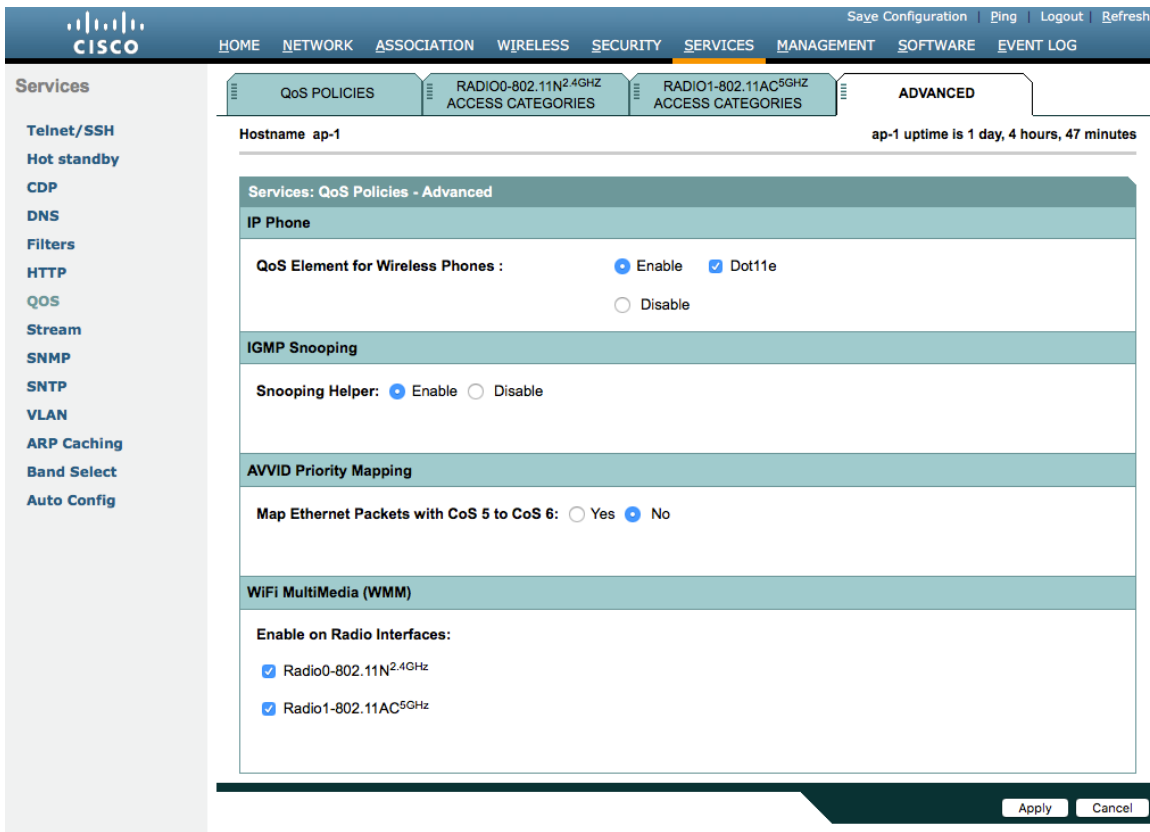 Save Configuration | Ping | Logout | Refresh
CISCO
HOME NETWORK ASSOCIATION WIRELESS SECURITY SERVICES MANAGEMENT SOFTWARE EVENT LOG
Services
Telnet/SSH
Hot standby
CDP
DNS
Filters
HTTP
QOS
Stream
SNMP
SNTP
VLAN
ARP Caching
Band Select
Auto Config
QoS POLICIES
RADIO0-802.11N2.4GHZ
ACCESS CATEGORIES
RADIO1-802.11AC5GHZ
ACCESS CATEGORIES
ADVANCED
Hostname ap-1
ap-1 uptime is 1 day, 4 hours, 47 minutes
Services: QoS Policies - Advanced
IP Phone
QoS Element for Wireless Phones : Enable Dot11e
Disable
IGMP Snooping
Snooping Helper: Enable Disable
AVVID Priority Mapping
Map Ethernet Packets with CoS 5 to CoS 6: Yes No
WiFi MultiMedia (WMM)
Enable on Radio Interfaces:
Radio0-802.11N2.4GHz
Radio1-802.11AC5GHz
Apply Cancel